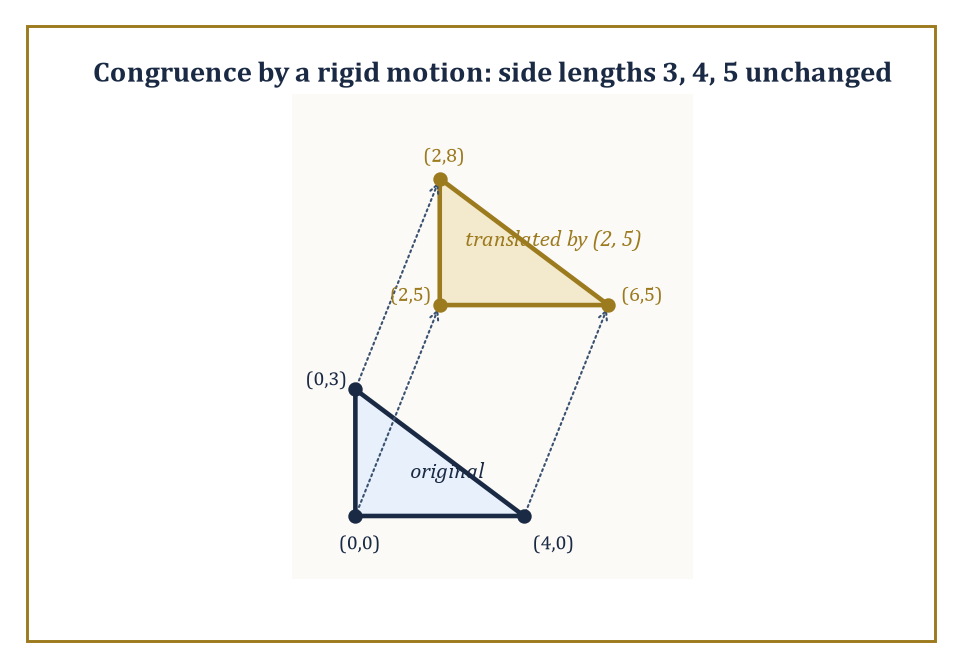 Congruence by a rigid motion: side lengths 3, 4, 5 unchanged
(2,8)
translated by (2, 5)
(2,5)
(6,5)
(0,3)
original
(0,0)
(4,0)